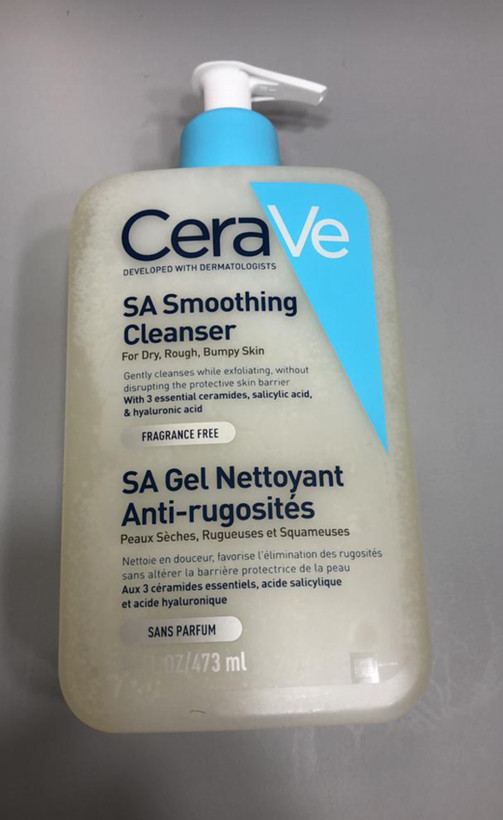 CeraVe
DEVELOPED WITH DERMATOLOGISTS
SA Smoothing
Cleanser
For Dry, Rough, Bumpy Skin
Gently cleanses while exfoliating, without
disrupting the protective skin barrier
With 3 essential ceramides, salicylic acid,
& hyaluronic acid
FRAGRANCE FREE
SA Gel Nettoyant
Anti-rugosités
Peaux Sèches, Rugueuses et Squameuses
Nettoie en douceur, favorise l'élimination des rugosités
sans altérer la barrière protectrice de la peau
Aux 3 céramides essentiels, acide salicylique
et acide hyaluronique
SANS PARFUM
OZ/473 ml